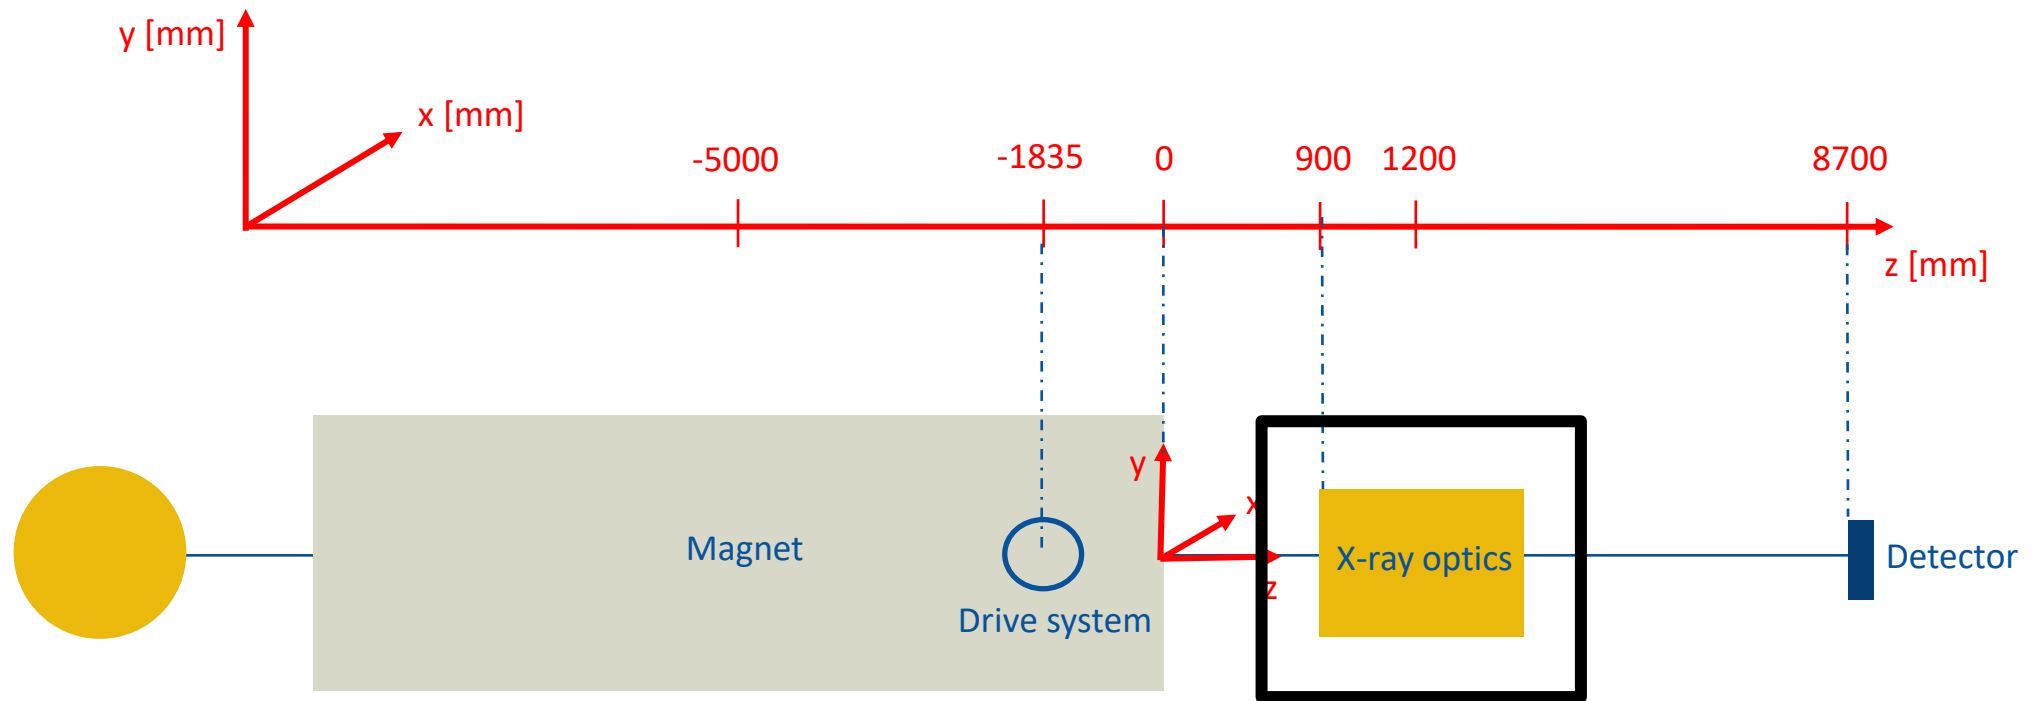 y [mm]
x [mm]
-5000
-1835
0
900
1200
8700
z [mm]
y
x
z
Magnet
X-ray optics
Detector
Drive system